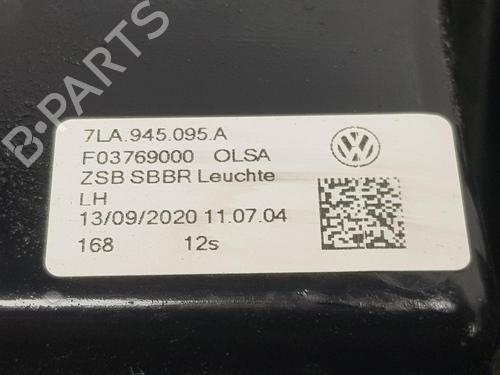 B-PARTS
7LA.945.095.A
F03769000 OLSA
ZSB SBBR Leuchte
LH
13/09/2020 11.07.04
168 12s